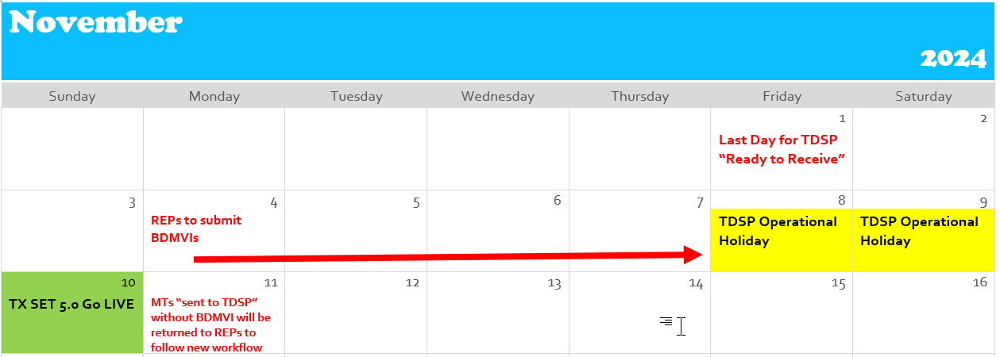 November
2024
Sunday Monday Tuesday Wednesday Thursday Friday Saturday
1 2
Last Day for TDSP
“Ready to Receive”
3 4 5 6 7 8 9
REPs to submit
BDMVIs
TDSP Operational
Holiday
TDSP Operational
Holiday
10 11 12 13 14 15 16
TX SET 5.0 Go LIVE
MTs “sent to TDSP”
without BDMVI will be
returned to REPs to
follow new workflow